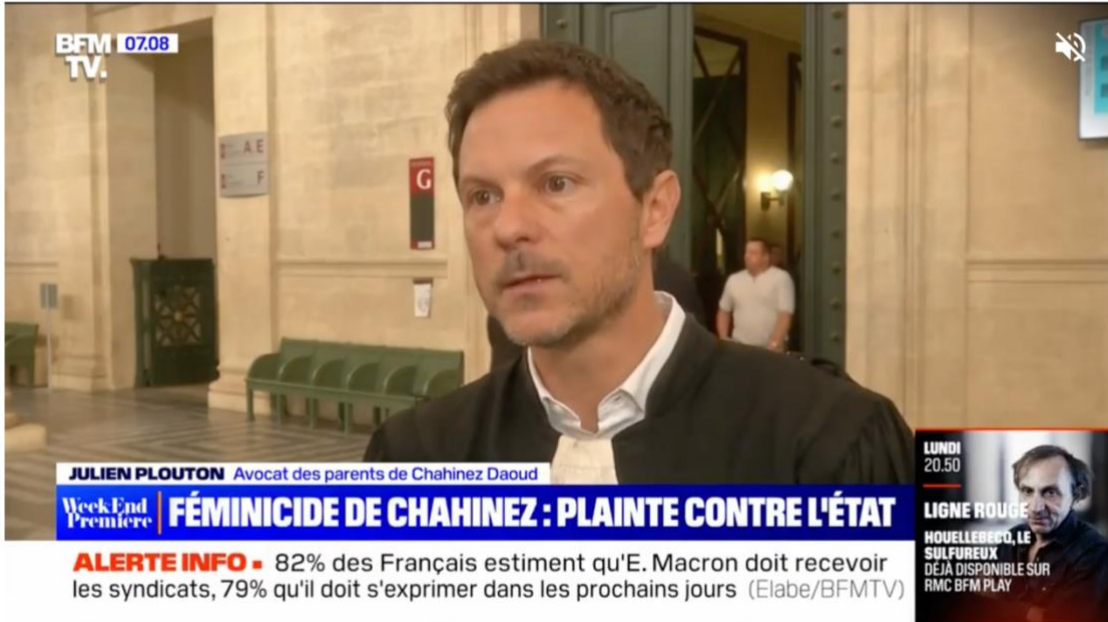 BFM
TV.
07.08
A E
F
G
JULIEN PLOUTON Avocat des parents de Chahinez Daoud
WeekEnd
Première
FÉMINICIDE DE CHAHINEZ : PLAINTE CONTRE L'ÉTAT
ALERTE INFO ▪ 82% des Français estiment qu'E. Macron doit recevoir
les syndicats, 79% qu'il doit s'exprimer dans les prochains jours (Elabe/BFMTV)
LUNDI
20.50
LIGNE ROUGE
HOUELLEBECQ, LE
SULFUREUX
DÉJÀ DISPONIBLE SUR
RMC BFM PLAY